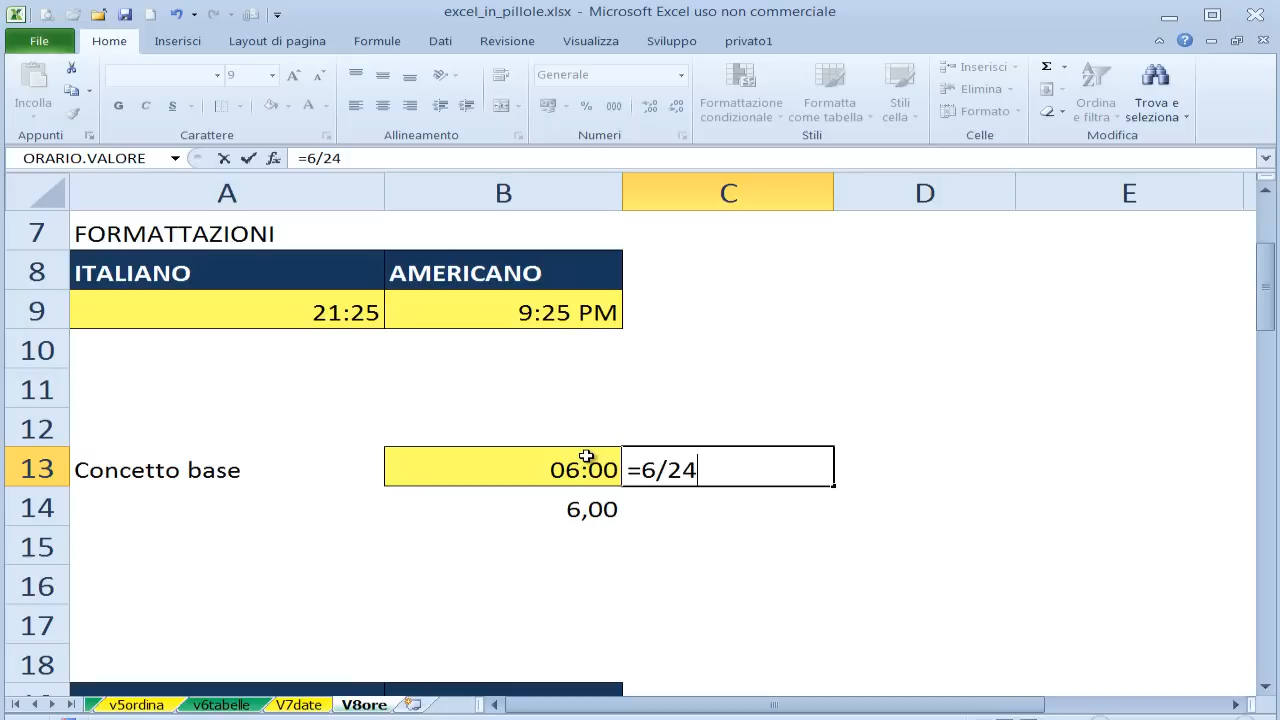 excel_in_pillole.xlsx - Microsoft Excel uso non commerciale
File Home Inserisci Layout di pagina Formule Dati Revisione Visualizza Sviluppo privato1
Incolla
Appunti
9
G C S A A A
Carattere
Allineamento
Generale
% 000
Numeri
Formattazione condizionale
Formatta come tabella
Stili cella
Stili
Inserisci
Elimina
Formato
Celle
Σ
Ordina e filtra
Trova e seleziona
Modifica
ORARIO.VALORE fx =6/24
A B C D E
7 FORMATTAZIONI
8 ITALIANO AMERICANO
9 21:25 9:25 PM
10
11
12
13 Concetto base 06:00 =6/24
14 6,00
15
16
17
18
v5ordina v6tabelle V7date V8ore